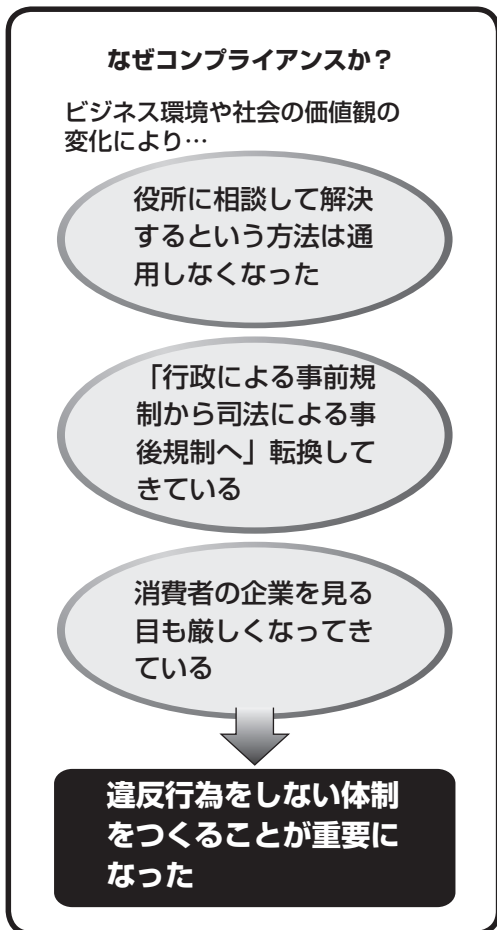 なぜコンプライアンスか？
ビジネス環境や社会の価値観の
変化により…
役所に相談して解決
するという方法は通
用しなくなった
「行政による事前規
制から司法による事
後規制へ」転換して
きている
消費者の企業を見る
目も厳しくなってき
ている
違反行為をしない体制
をつくることが重要に
なった